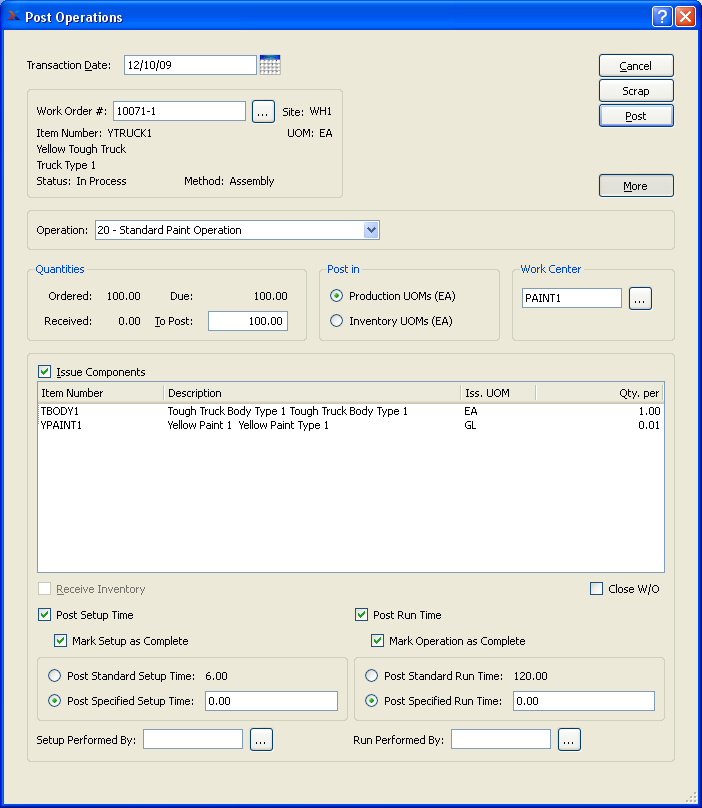 Post Operations
Transaction Date: 12/10/09
Cancel
Scrap
Post
More
Work Order #: 10071-1 ... Site: WH1
Item Number: YTRUCK1 UOM: EA
Yellow Tough Truck
Truck Type 1
Status: In Process Method: Assembly
Operation: 20 - Standard Paint Operation
Quantities
Ordered: 100.00 Due: 100.00
Received: 0.00 To Post: 100.00
Post in
Production UOMs (EA)
Inventory UOMs (EA)
Work Center
PAINT1 ...
Issue Components
Item Number Description Iss. UOM Qty. per
TBODY1 Tough Truck Body Type 1 Tough Truck Body Type 1 EA 1.00
YPAINT1 Yellow Paint 1 Yellow Paint Type 1 GL 0.01
Receive Inventory Close W/O
Post Setup Time
Mark Setup as Complete
Post Standard Setup Time: 6.00
Post Specified Setup Time: 0.00
Setup Performed By: ...
Post Run Time
Mark Operation as Complete
Post Standard Run Time: 120.00
Post Specified Run Time: 0.00
Run Performed By: ...